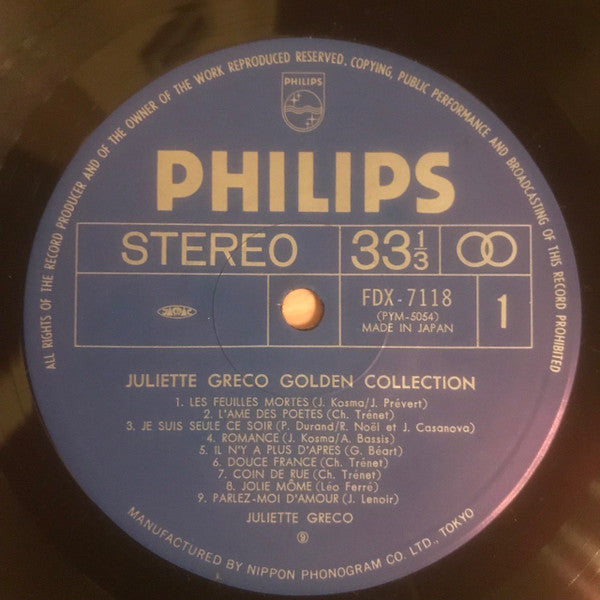 ALL RIGHTS OF THE RECORD PRODUCER AND OF THE OWNER OF THE WORK REPRODUCED RESERVED. COPYING, PUBLIC PERFORMANCE AND BROADCASTING OF THIS RECORD PROHIBITED
PHILIPS
PHILIPS
STEREO
33 1/3
FDX-7118
(PYM-5054)
MADE IN JAPAN
1
JULIETTE GRECO GOLDEN COLLECTION
1. LES FEUILLES MORTES (J. Kosma/J. Prévert)
2. L'AME DES POETES (Ch. Trénet)
3. JE SUIS SEULE CE SOIR (P. Durand/R. Noël et J. Casanova)
4. ROMANCE (J. Kosma/A. Bassis)
5. IL N'Y A PLUS D'APRES (G. Béart)
6. DOUCE FRANCE (Ch. Trénet)
7. COIN DE RUE (Ch. Trénet)
8. JOLIE MÔME (Léo Ferré)
9. PARLEZ-MOI D'AMOUR (J. Lenoir)
JULIETTE GRECO
⑨
MANUFACTURED BY NIPPON PHONOGRAM CO. LTD., TOKYO